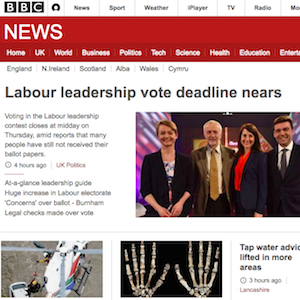 BBC
News
Sport
Weather
iPlayer
TV
Radio
NEWS
Home
UK
World
Business
Politics
Tech
Science
Health
Education
England
N.Ireland
Scotland
Alba
Wales
Cymru
Labour leadership vote deadline nears
Voting in the Labour leadership
contest closes at midday on
Thursday, amid reports that many
people have still not received their
ballot papers.
4 hours ago
UK Politics
At-a-glance leadership guide
Huge increase in Labour electorate
'Concerns' over ballot - Burnham
Legal checks made over vote
Tap water advic
lifted in more
areas
3 hours ago
Lancashire